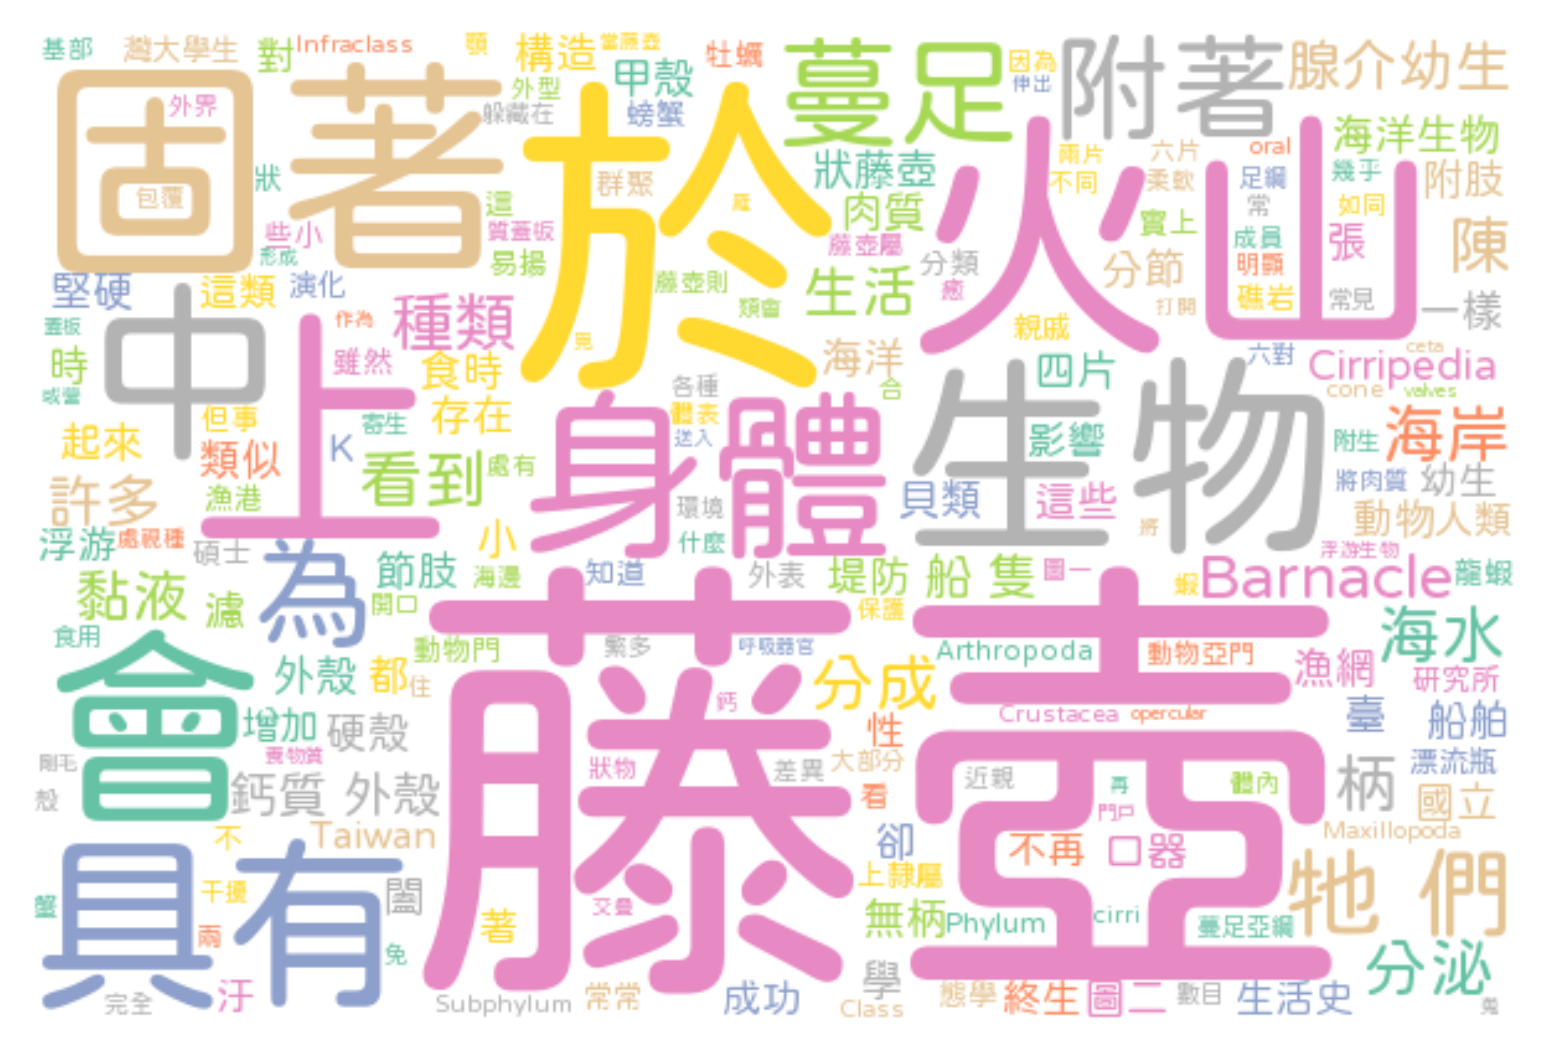 基部
灣大學生
對
Infraclass
顎
構造
當藤壺
牡蠣
蔓足
因為
附著
腺介幼生
固著
外界
外型
甲殼
伸出
躲藏在
螃蟹
於
火山
海洋生物
包覆
狀
這
群聚
狀藤壺
兩片
六片
oral
足綱
幾乎
附肢
不同
柔軟
常
如同
些小
質蓋板
肉質
實上
成員
張
陳
形成
易揚
藤壺屬
分類
分節
明顯
堅硬
這類
演化
藤壺則
生活
癒
礁岩
常見
一樣
種類
類會
打開
蓋板
中
作為
親戚
時
上
雖然
食時
見
海洋
四片
六對
ceta
Cirripedia
各種
合
cone
valves
但事
寄生
存在
身體
體表
生物
海岸
起來
類似
K
送入
影響
附生
看到
處有
許多
漁港
環境
貝類
這些
將肉質
幼生
小
什麼
將
動物人類
浮游
處視種
碩士
為
節肢
海邊
知道
外表
堤防
船 隻
圖一
浮游生物
Barnacle
蝦
龍蝦
黏液
濾
開口
藤壺
保護
海水
食用
會
動物門
繁多
呼吸器官
Arthropoda
動物亞門
漁網
研究所
外殼
都
住
分成
鈣
Crustacea
opercular
臺
船舶
增加
硬殼
性
喪物質
剛毛
狀物
差異
大部分
近親
再
體內
柄
漂流瓶
殼
鈣質 外殼
看
門戶
國立
不
Taiwan
卻
不再
口器
Maxillopoda
具有
干擾
闔
上隸屬
牠 們
蟹
交疊
著
無柄
Phylum
cirri
蔓足亞綱
兩
免
分泌
完全
汙
Subphylum
常常
成功
學
Class
態學
終生
圖二
數目
生活史